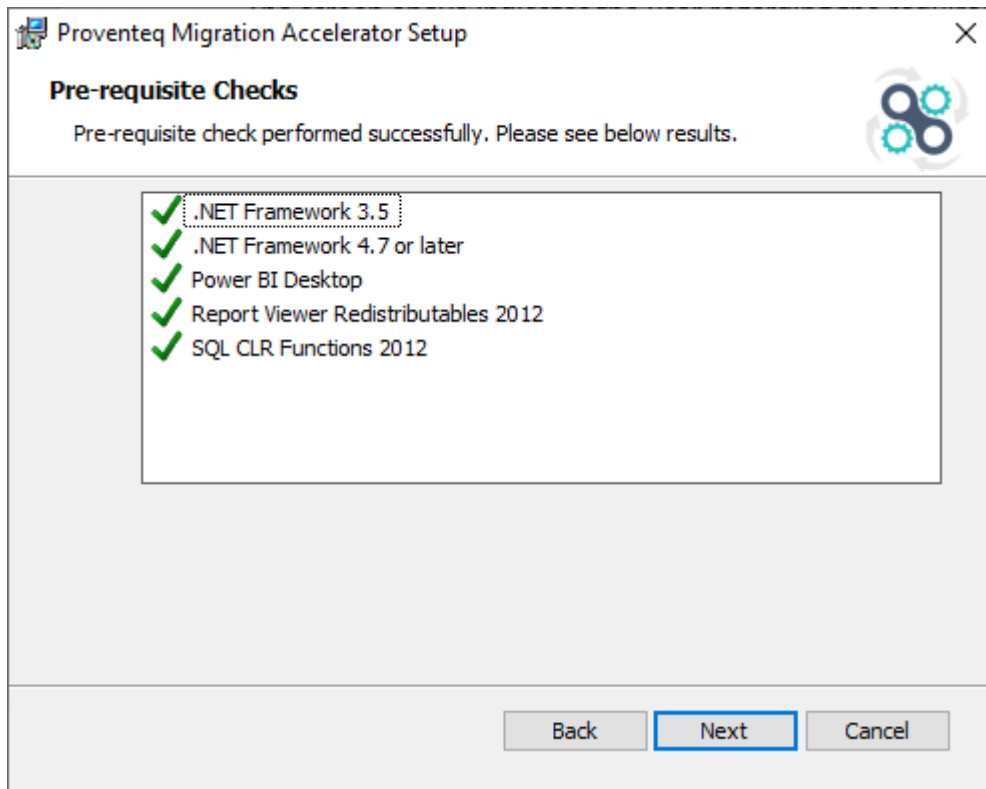 Proventeq Migration Accelerator Setup
Pre-requisite Checks
Pre-requisite check performed successfully. Please see below results.
.NET Framework 3.5
.NET Framework 4.7 or later
Power BI Desktop
Report Viewer Redistributables 2012
SQL CLR Functions 2012
Back
Next
Cancel